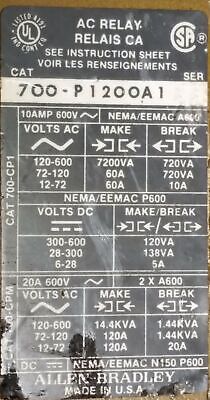 AC RELAY
RELAIS CA
SEE INSTRUCTION SHEET
VOIR LES RENSEIGNEMENTS
CAT SER
700-P1200A1
10AMP 600V~ NEMA/EEMAC A600
VOLTS AC MAKE BREAK
120-600 7200VA 720VA
72-120 60A 720VA
12-72 60A 10A
CAT 700-CP1
NEMA/EEMAC P600
VOLTS DC MAKE/BREAK
300-600 120VA
28-300 138VA
6-28 5A
20A 600V~ 2 X A600
VOLTS AC MAKE BREAK
120-600 14.4KVA 1.44KVA
72-120 120A 1.44KVA
12-72 120A 20A
CAT 700-CPM
DC NEMA/EEMAC N150 P600
ALLEN-BRADLEY
MADE IN U.S.A